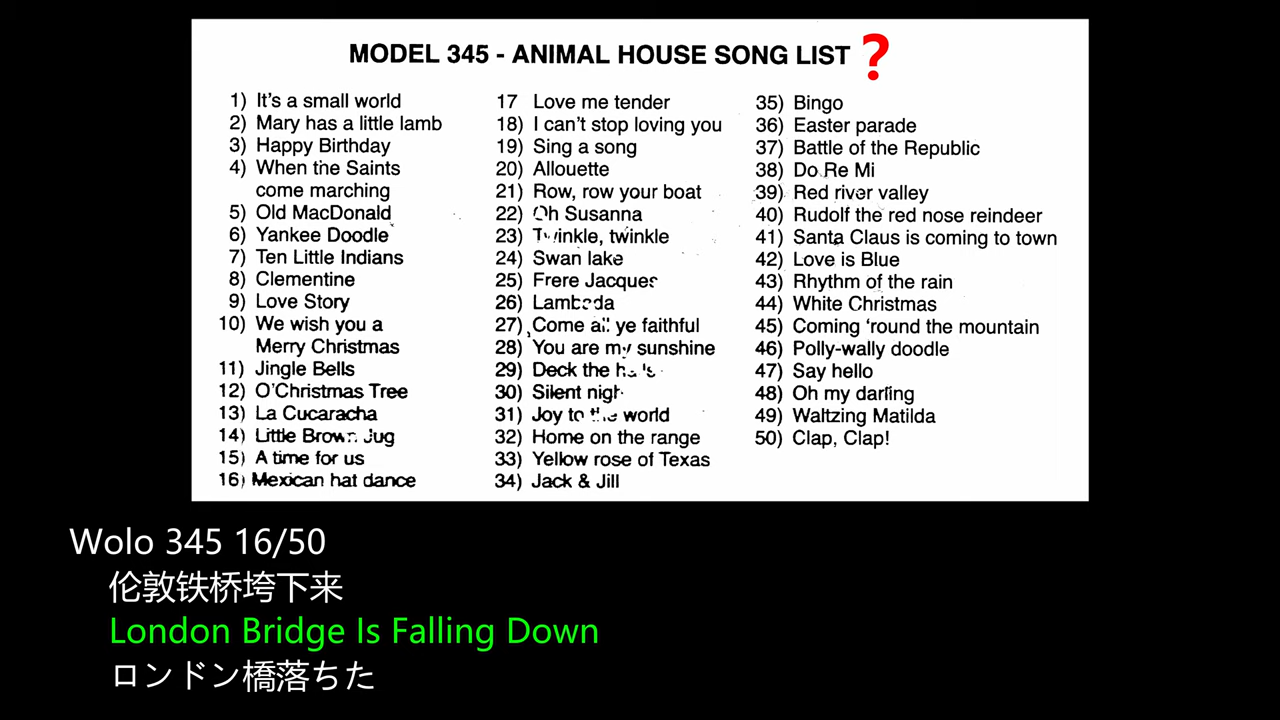 MODEL 345 - ANIMAL HOUSE SONG LIST ?
1) It's a small world
2) Mary has a little lamb
3) Happy Birthday
4) When the Saints
come marching
5) Old MacDonald
6) Yankee Doodle
7) Ten Little Indians
8) Clementine
9) Love Story
10) We wish you a
Merry Christmas
11) Jingle Bells
12) O'Christmas Tree
13) La Cucaracha
14) Little Brown Jug
15) A time for us
16) Mexican hat dance
17 Love me tender
18) I can't stop loving you
19) Sing a song
20) Allouette
21) Row, row your boat
22) Oh Susanna
23) Twinkle, twinkle
24) Swan lake
25) Frere Jacques
26) Lambada
27) Come all ye faithful
28) You are my sunshine
29) Deck the halls
30) Silent night
31) Joy to the world
32) Home on the range
33) Yellow rose of Texas
34) Jack & Jill
35) Bingo
36) Easter parade
37) Battle of the Republic
38) Do Re Mi
39) Red river valley
40) Rudolf the red nose reindeer
41) Santa Claus is coming to town
42) Love is Blue
43) Rhythm of the rain
44) White Christmas
45) Coming 'round the mountain
46) Polly-wally doodle
47) Say hello
48) Oh my darling
49) Waltzing Matilda
50) Clap, Clap!
Wolo 345 16/50
伦敦铁桥垮下来
London Bridge Is Falling Down
ロンドン橋落ちた